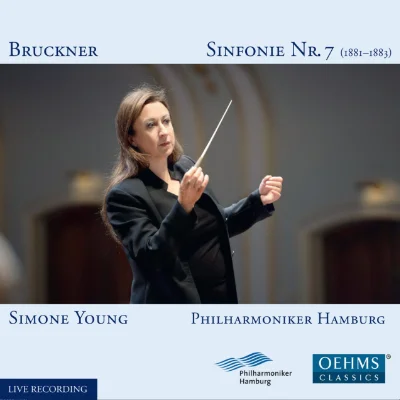 BRUCKNER SINFONIE NR. 7 (1881–1883)
SIMONE YOUNG PHILHARMONIKER HAMBURG
Philharmoniker
Hamburg
OEHMS®
CLASSICS
LIVE RECORDING